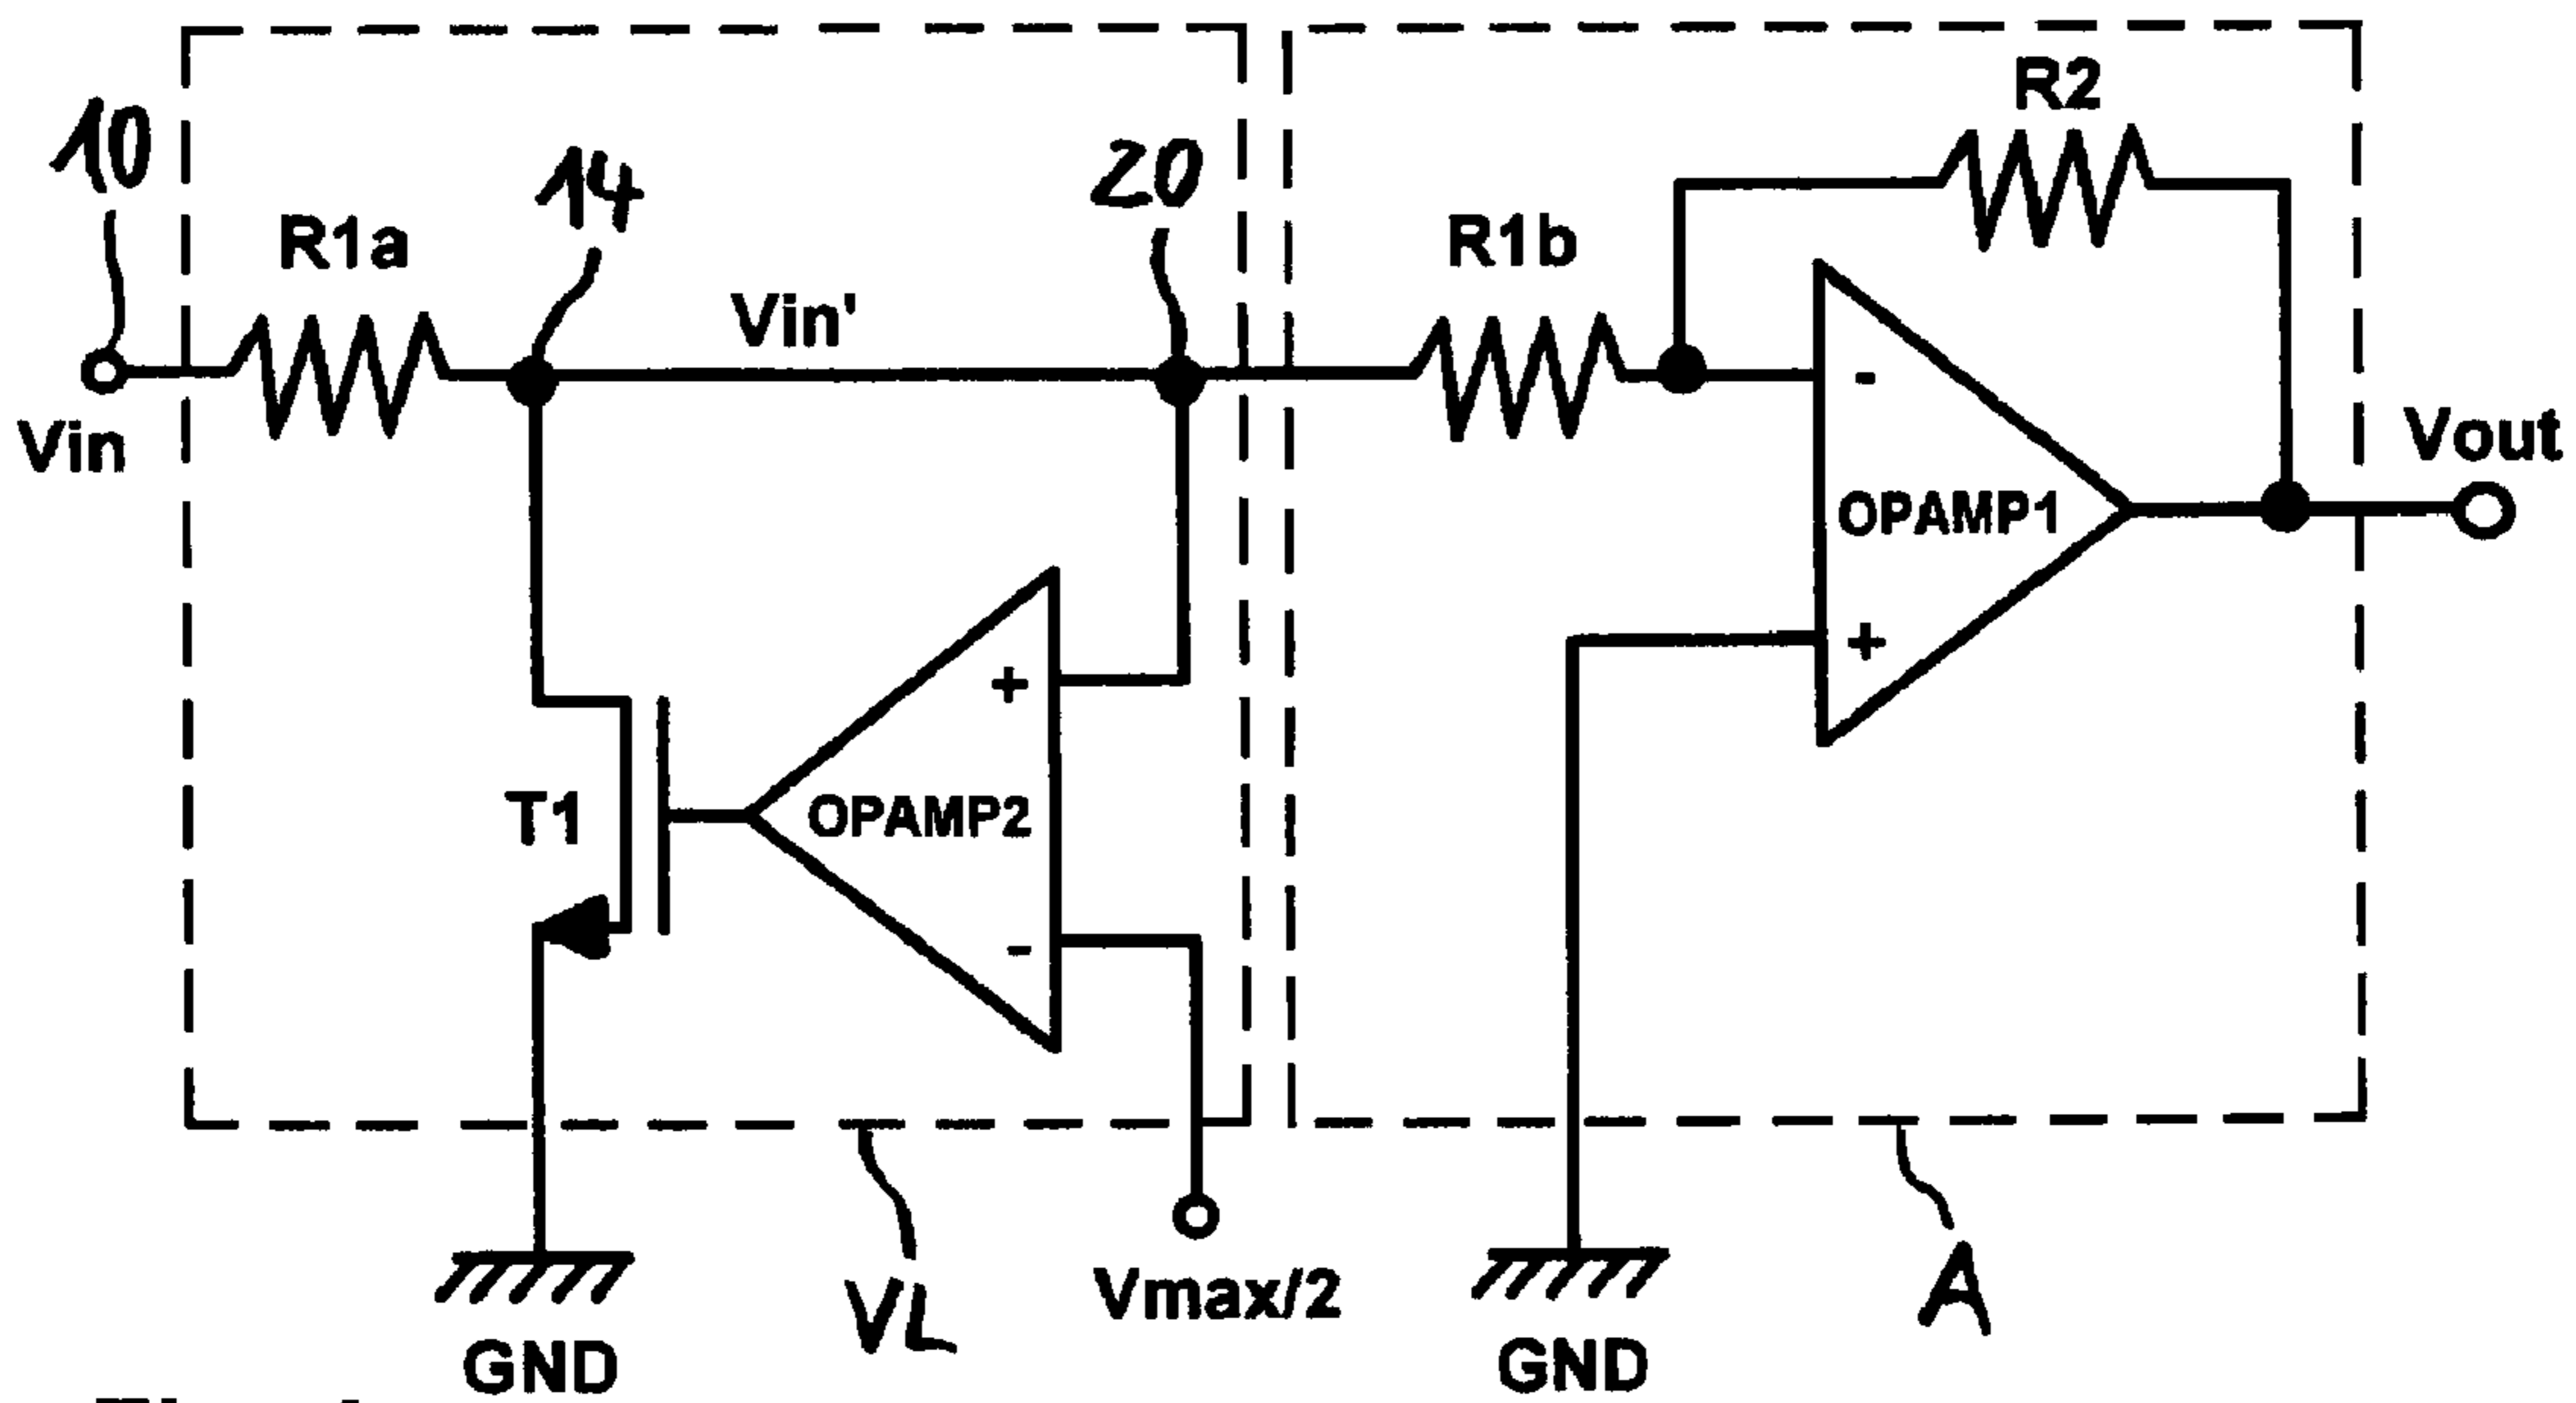 R2
10
14
20
R1a
R1b
Vin'
Vin
Vout
-
OPAMP1
+
+
T1
OPAMP2
-
Vmax/2
VL
A
GND
GND